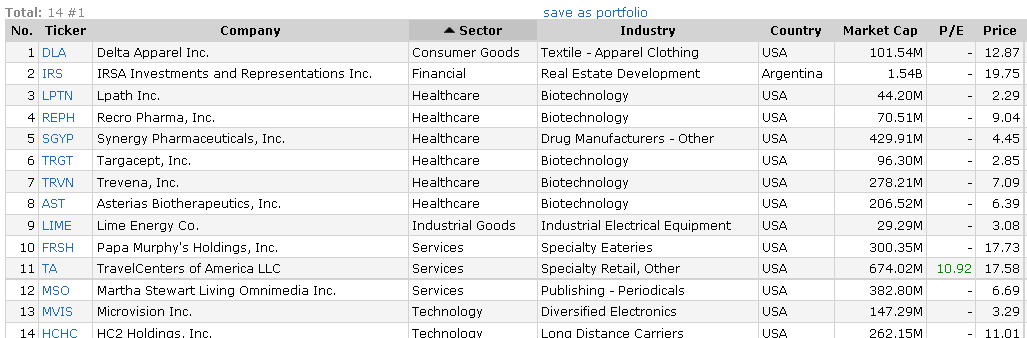 Total: 14 #1 save as portfolio
No. Ticker Company Sector Industry Country Market Cap P/E Price
1 DLA Delta Apparel Inc. Consumer Goods Textile - Apparel Clothing USA 101.54M - 12.87
2 IRS IRSA Investments and Representations Inc. Financial Real Estate Development Argentina 1.54B - 19.75
3 LPTN Lpath Inc. Healthcare Biotechnology USA 44.20M - 2.29
4 REPH Recro Pharma, Inc. Healthcare Biotechnology USA 70.51M - 9.04
5 SGYP Synergy Pharmaceuticals, Inc. Healthcare Drug Manufacturers - Other USA 429.91M - 4.45
6 TRGT Targacept, Inc. Healthcare Biotechnology USA 96.30M - 2.85
7 TRVN Trevena, Inc. Healthcare Biotechnology USA 278.21M - 7.09
8 AST Asterias Biotherapeutics, Inc. Healthcare Biotechnology USA 206.52M - 6.39
9 LIME Lime Energy Co. Industrial Goods Industrial Electrical Equipment USA 29.29M - 3.08
10 FRSH Papa Murphy's Holdings, Inc. Services Specialty Eateries USA 300.35M - 17.73
11 TA TravelCenters of America LLC Services Specialty Retail, Other USA 674.02M 10.92 17.58
12 MSO Martha Stewart Living Omnimedia Inc. Services Publishing - Periodicals USA 382.80M - 6.69
13 MVIS Microvision Inc. Technology Diversified Electronics USA 147.29M - 3.29
14 HCHC HC2 Holdings, Inc. Technology Long Distance Carriers USA 262.15M - 11.01